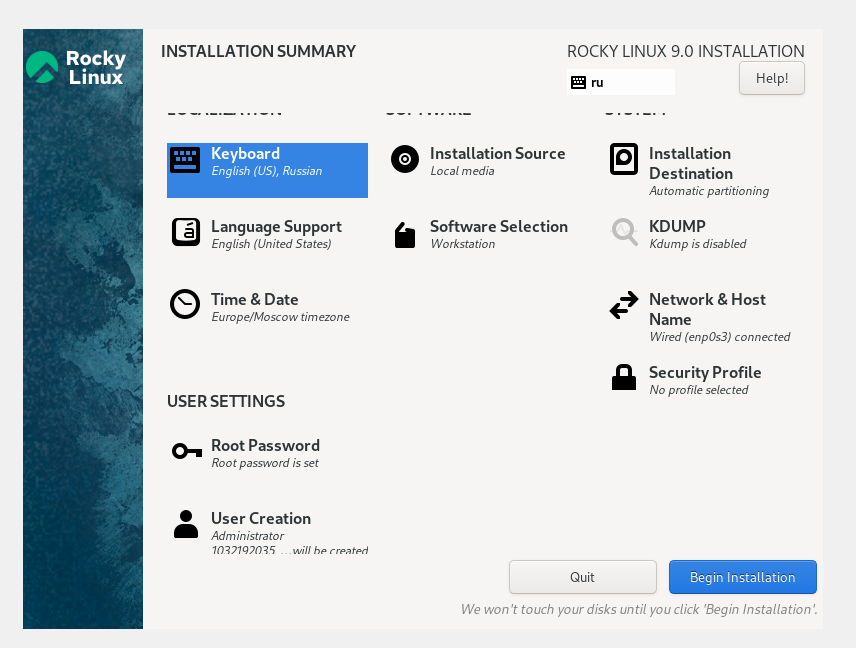 Rocky
Linux
INSTALLATION SUMMARY
ROCKY LINUX 9.0 INSTALLATION
ru
Help!
LOCALIZATION
SOFTWARE
SYSTEM
Keyboard
English (US), Russian
Installation Source
Local media
Installation
Destination
Automatic partitioning
Language Support
English (United States)
Software Selection
Workstation
KDUMP
Kdump is disabled
Time & Date
Europe/Moscow timezone
Network & Host
Name
Wired (enp0s3) connected
Security Profile
No profile selected
USER SETTINGS
Root Password
Root password is set
User Creation
Administrator
1032192035 ...will be created
Quit
Begin Installation
We won't touch your disks until you click 'Begin Installation'.